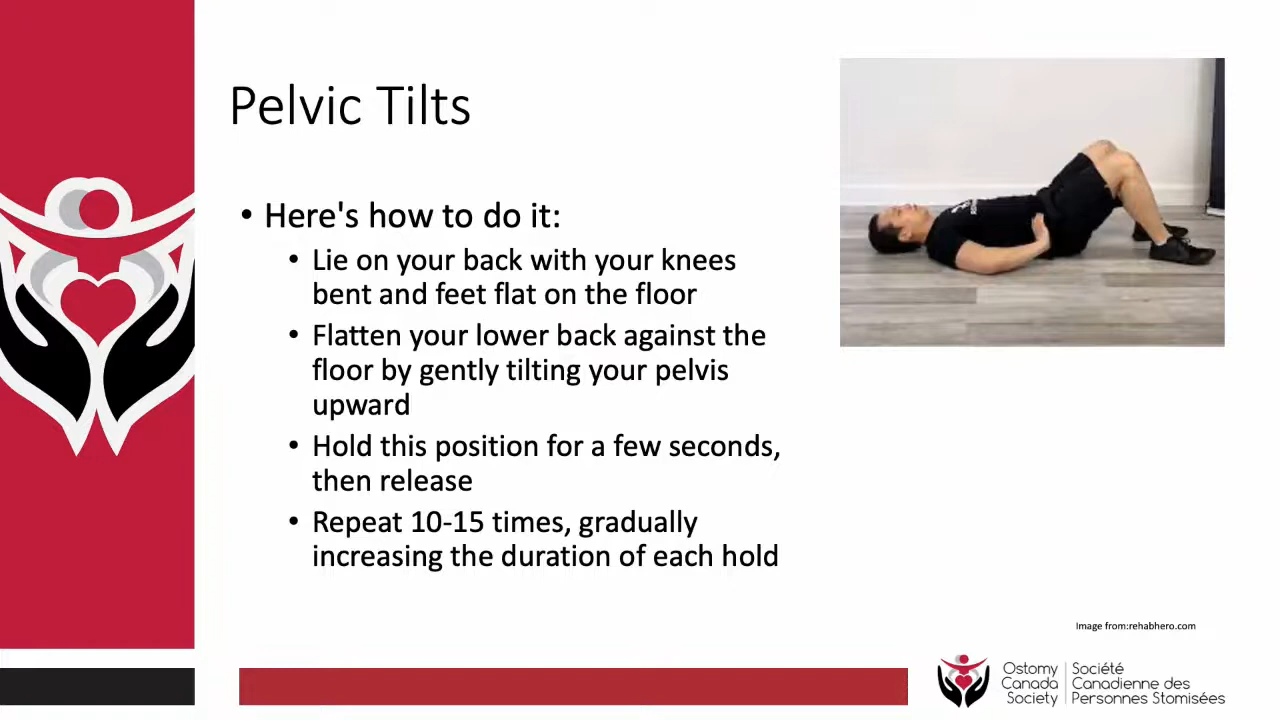 Pelvic Tilts
• Here's how to do it:
• Lie on your back with your knees
bent and feet flat on the floor
• Flatten your lower back against the
floor by gently tilting your pelvis
upward
• Hold this position for a few seconds,
then release
• Repeat 10-15 times, gradually
increasing the duration of each hold
Image from:rehabhero.com
Ostomy
Canada
Society
Société
Canadienne des
Personnes Stomisées